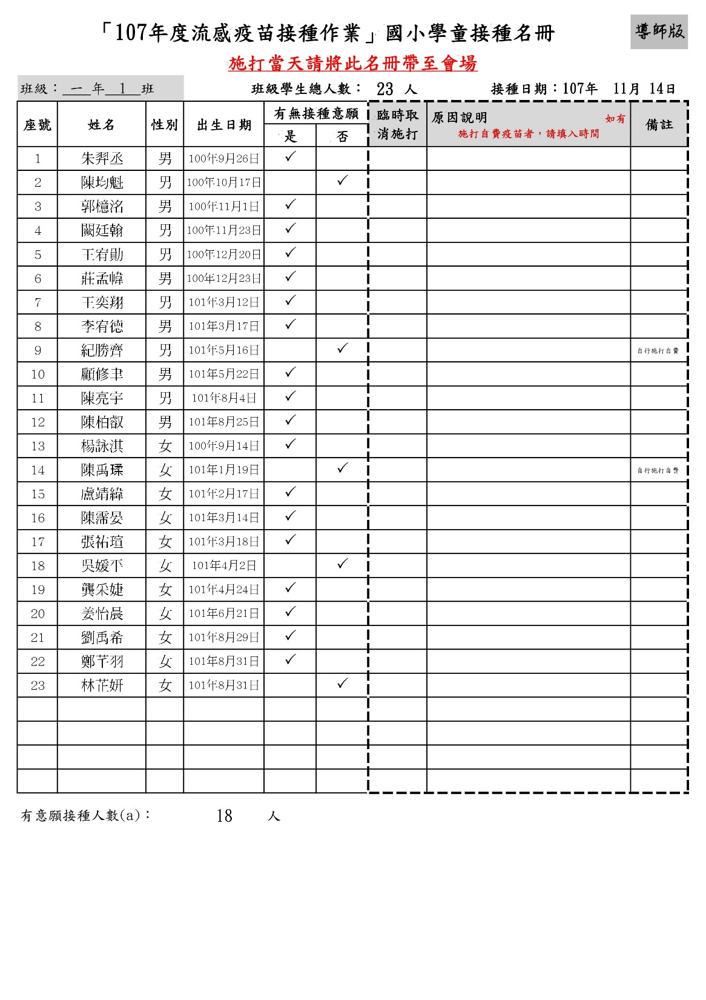 「107年度流感疫苗接種作業」國小學童接種名冊 導師版
施打當天請將此名冊帶至會場
班級：一年1班 班級學生總人數： 23 人 接種日期：107年 11月 14日
座號 姓名 性別 出生日期 有無接種意願 是 否 臨時取消施打 原因說明 如有施打自費疫苗者，請填入時間 備註
1 朱羿丞 男 100年9月26日 ✓
2 陳均魁 男 100年10月17日 ✓
3 郭檍洺 男 100年11月1日 ✓
4 闕廷翰 男 100年11月23日 ✓
5 王宥勛 男 100年12月20日 ✓
6 莊孟幃 男 100年12月23日 ✓
7 王奕翔 男 101年3月12日 ✓
8 李宥德 男 101年3月17日 ✓
9 紀勝齊 男 101年5月16日 ✓ 自行施打自費
10 顧修聿 男 101年5月22日 ✓
11 陳亮宇 男 101年8月4日 ✓
12 陳柏叡 男 101年8月25日 ✓
13 楊詠淇 女 100年9月14日 ✓
14 陳禹瑈 女 101年1月19日 ✓ 自行施打自費
15 盧靖緯 女 101年2月17日 ✓
16 陳霈晏 女 101年3月14日 ✓
17 張祐瑄 女 101年3月18日 ✓
18 吳媛平 女 101年4月2日 ✓
19 龔采婕 女 101年4月24日 ✓
20 姜怡晨 女 101年6月21日 ✓
21 劉禹希 女 101年8月29日 ✓
22 鄭芊羽 女 101年8月31日 ✓
23 林芷妍 女 101年8月31日 ✓
有意願接種人數(a)： 18 人